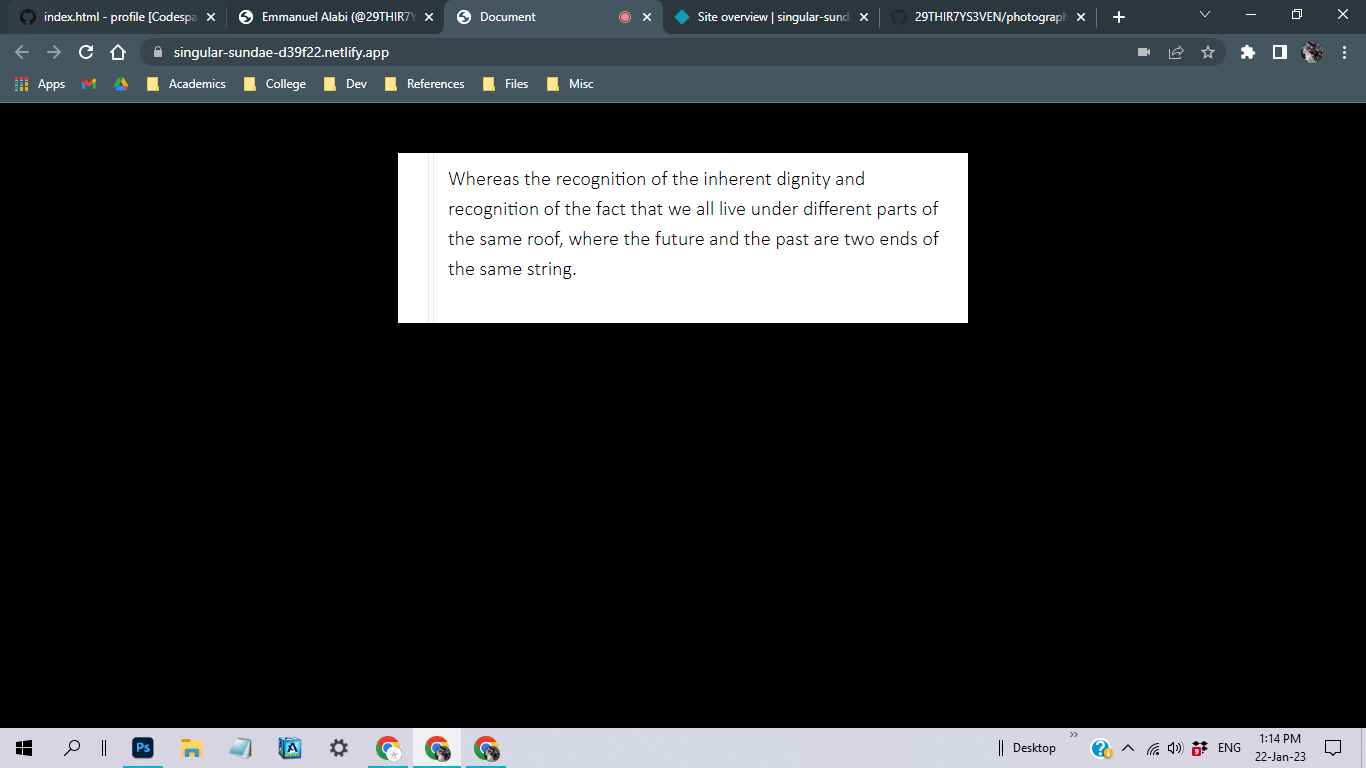 index.html - profile [Codespa
Emmanuel Alabi (@29THIR7Y
Document
Site overview | singular-sund
29THIR7YS3VEN/photograph
singular-sundae-d39f22.netlify.app
Apps
Academics
College
Dev
References
Files
Misc
Whereas the recognition of the inherent dignity and
recognition of the fact that we all live under different parts of
the same roof, where the future and the past are two ends of
the same string.
Ps
A
Desktop
9
ENG
1:14 PM
22-Jan-23